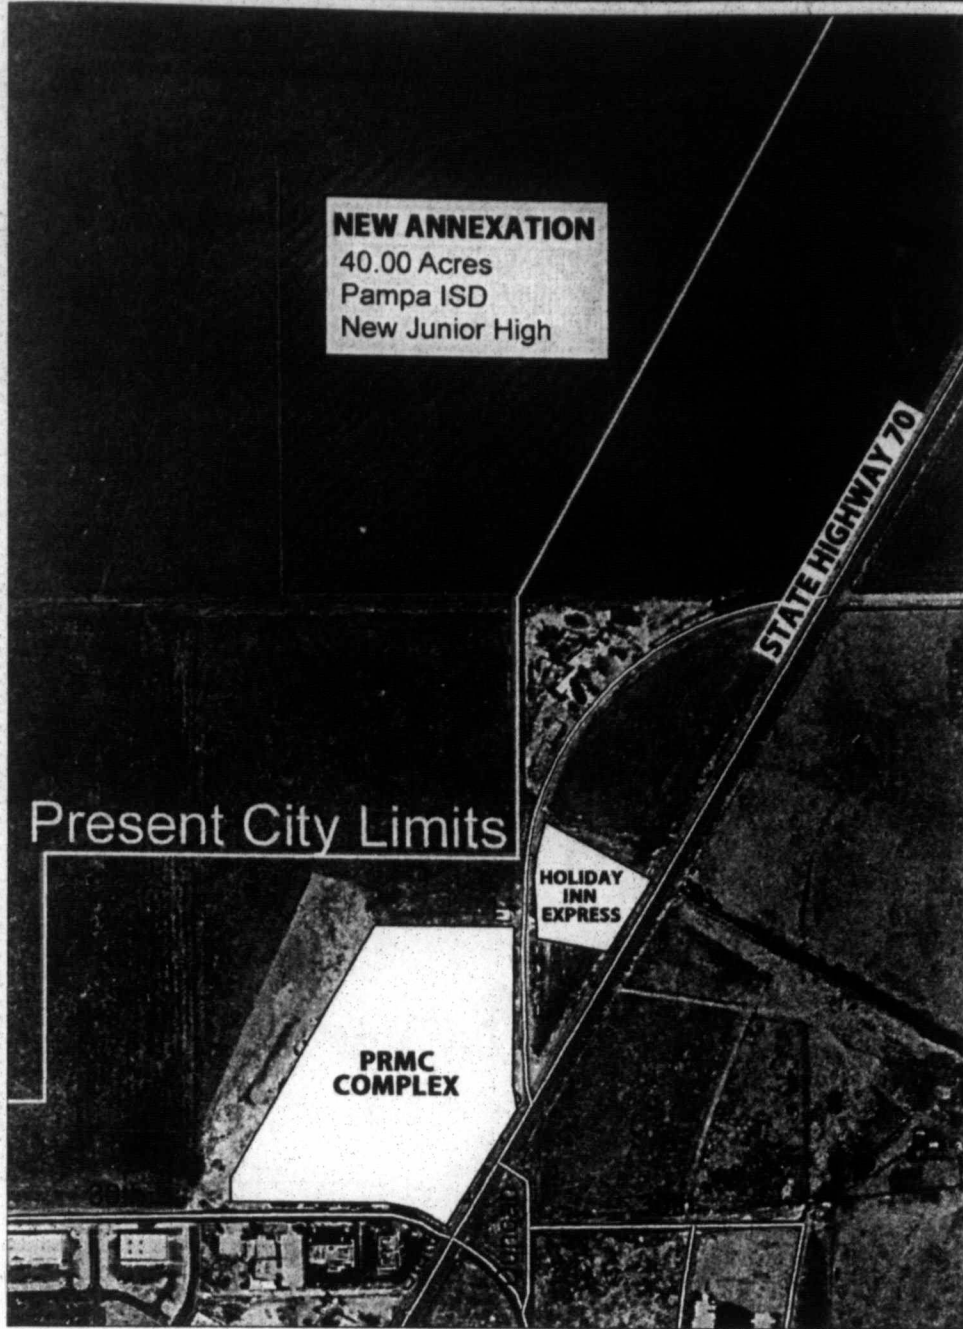 NEW ANNEXATION
40.00 Acres
Pampa ISD
New Junior High
STATE HIGHWAY 70
Present City Limits
HOLIDAY
INN
EXPRESS
PRMC
COMPLEX